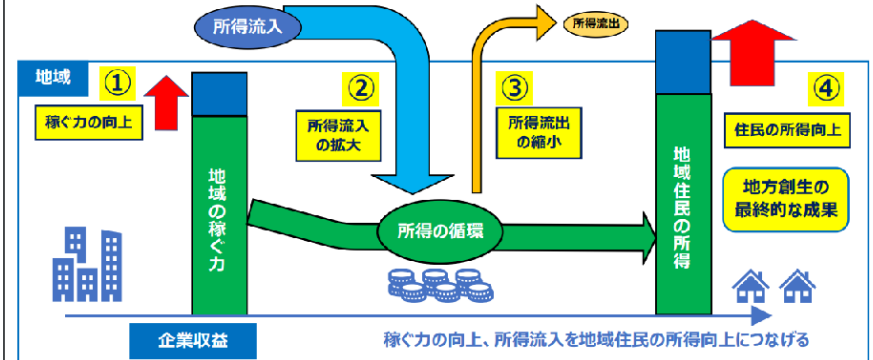 所得流入
所得流出
地域
①
稼ぐ力の向上
②
所得流入
の拡大
③
所得流出
の縮小
④
住民の所得向上
地方創生の
最終的な成果
地域の稼ぐ力
所得の循環
地域住民の所得
企業収益
稼ぐ力の向上、所得流入を地域住民の所得向上につなげる